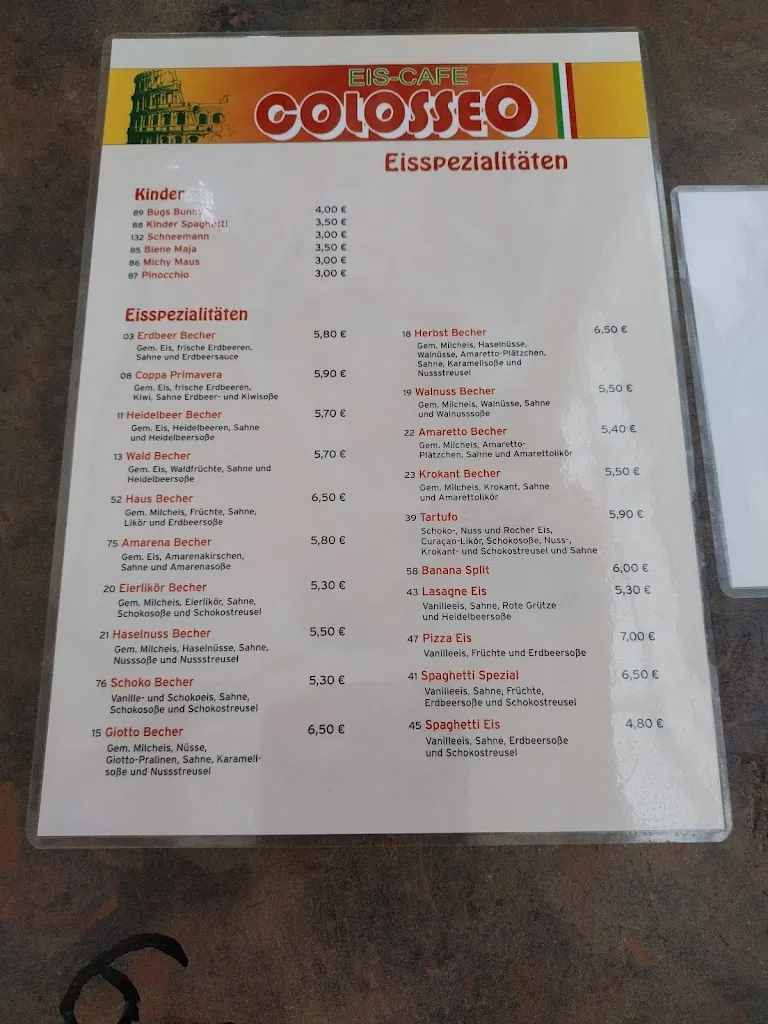 EIS-CAFE
COLOSSEO
Eisspezialitäten
Kinder
89 Bugs Bunny 4,00 €
88 Kinder Spaghetti 3,50 €
132 Schneemann 3,00 €
85 Biene Maja 3,50 €
86 Michy Maus 3,00 €
87 Pinocchio 3,00 €
Eisspezialitäten
03 Erdbeer Becher 5,80 €
Gem. Eis, frische Erdbeeren,
Sahne und Erdbeersauce
08 Coppa Primavera 5,90 €
Gem. Eis, frische Erdbeeren,
Kiwi, Sahne Erdbeer- und Kiwisoße
11 Heidelbeer Becher 5,70 €
Gem. Eis, Heidelbeeren, Sahne
und Heidelbeersoße
13 Wald Becher 5,70 €
Gem. Eis, Waldfrüchte, Sahne und
Heidelbeersoße
52 Haus Becher 6,50 €
Gem. Milcheis, Früchte, Sahne,
Likör und Erdbeersoße
75 Amarena Becher 5,80 €
Gem. Eis, Amarenakirschen,
Sahne und Amarenasoße
20 Eierlikör Becher 5,30 €
Gem. Milcheis, Eierlikör, Sahne,
Schokosoße und Schokostreusel
21 Haselnuss Becher 5,50 €
Gem. Milcheis, Haselnüsse, Sahne,
Nusssoße und Nussstreusel
76 Schoko Becher 5,30 €
Vanille- und Schokoeis, Sahne,
Schokosoße und Schokostreusel
15 Giotto Becher 6,50 €
Gem. Milcheis, Nüsse,
Giotto-Pralinen, Sahne, Karamell-
soße und Nussstreusel
18 Herbst Becher 6,50 €
Gem. Milcheis, Haselnüsse,
Walnüsse, Amaretto-Plätzchen,
Sahne, Karamellsoße und
Nussstreusel
19 Walnuss Becher 5,50 €
Gem. Milcheis, Walnüsse, Sahne
und Walnusssoße
22 Amaretto Becher 5,40 €
Gem. Milcheis, Amaretto-
Plätzchen, Sahne und Amarettolikör
23 Krokant Becher 5,50 €
Gem. Milcheis, Krokant, Sahne
und Amarettolikör
39 Tartufo 5,90 €
Schoko-, Nuss und Rocher Eis,
Curaçao-Likör, Schokosoße, Nuss-,
Krokant- und Schokostreusel und Sahne
58 Banana Split 6,00 €
43 Lasagne Eis 5,30 €
Vanilleeis, Sahne, Rote Grütze
und Heidelbeersoße
47 Pizza Eis 7,00 €
Vanilleeis, Früchte und Erdbeersoße
41 Spaghetti Spezial 6,50 €
Vanilleeis, Sahne, Früchte,
Erdbeersoße und Schokostreusel
45 Spaghetti Eis 4,80 €
Vanilleeis, Sahne, Erdbeersoße
und Schokostreusel